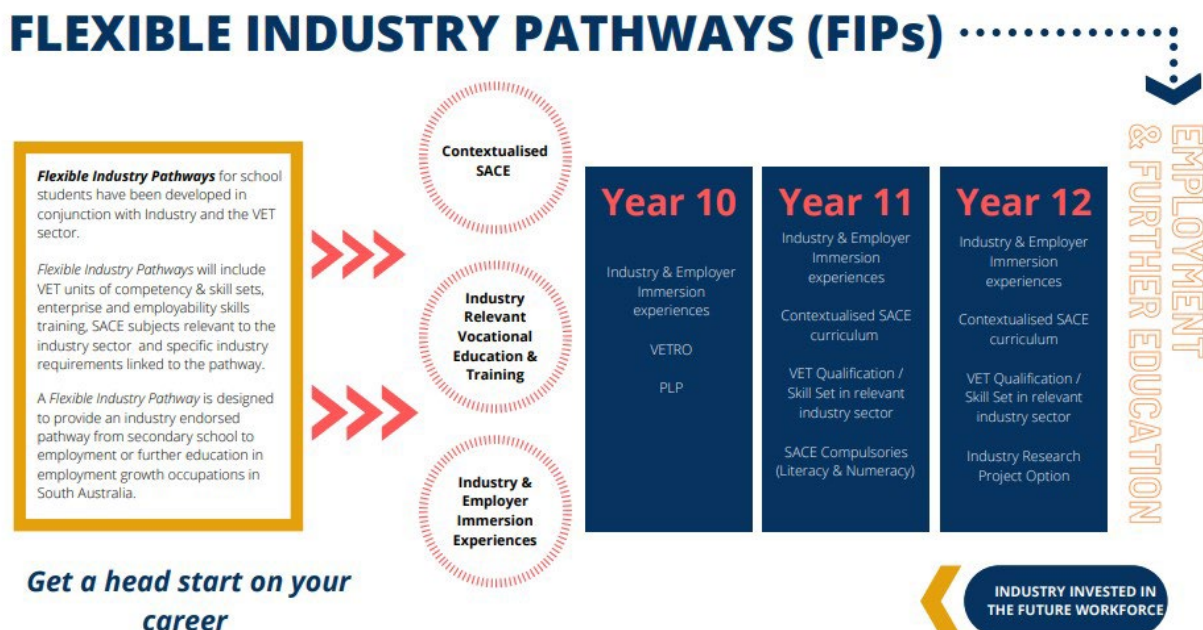 FLEXIBLE INDUSTRY PATHWAYS (FIPs)
Flexible Industry Pathways for school
students have been developed in
conjunction with Industry and the VET
sector.
Flexible Industry Pathways will include
VET units of competency & skill sets,
enterprise and employability skills
training, SACE subjects relevant to the
industry sector and specific industry
requirements linked to the pathway.
A Flexible Industry Pathway is designed
to provide an industry endorsed
pathway from secondary school to
employment or further education in
employment growth occupations in
South Australia.
Get a head start on your
career
Contextualised
SACE
Industry
Relevant
Vocational
Education &
Training
Industry &
Employer
Immersion
Experiences
Year 10
Industry & Employer
Immersion
experiences
VETRO
PLP
Year 11
Industry & Employer
Immersion
experiences
Contextualised SACE
curriculum
VET Qualification /
Skill Set in relevant
industry sector
SACE Compulsories
(Literacy & Numeracy)
Year 12
Industry & Employer
Immersion
experiences
Contextualised SACE
curriculum
VET Qualification /
Skill Set in relevant
industry sector
Industry Research
Project Option
EMPLOYMENT
& FURTHER EDUCATION
INDUSTRY INVESTED IN
THE FUTURE WORKFORCE